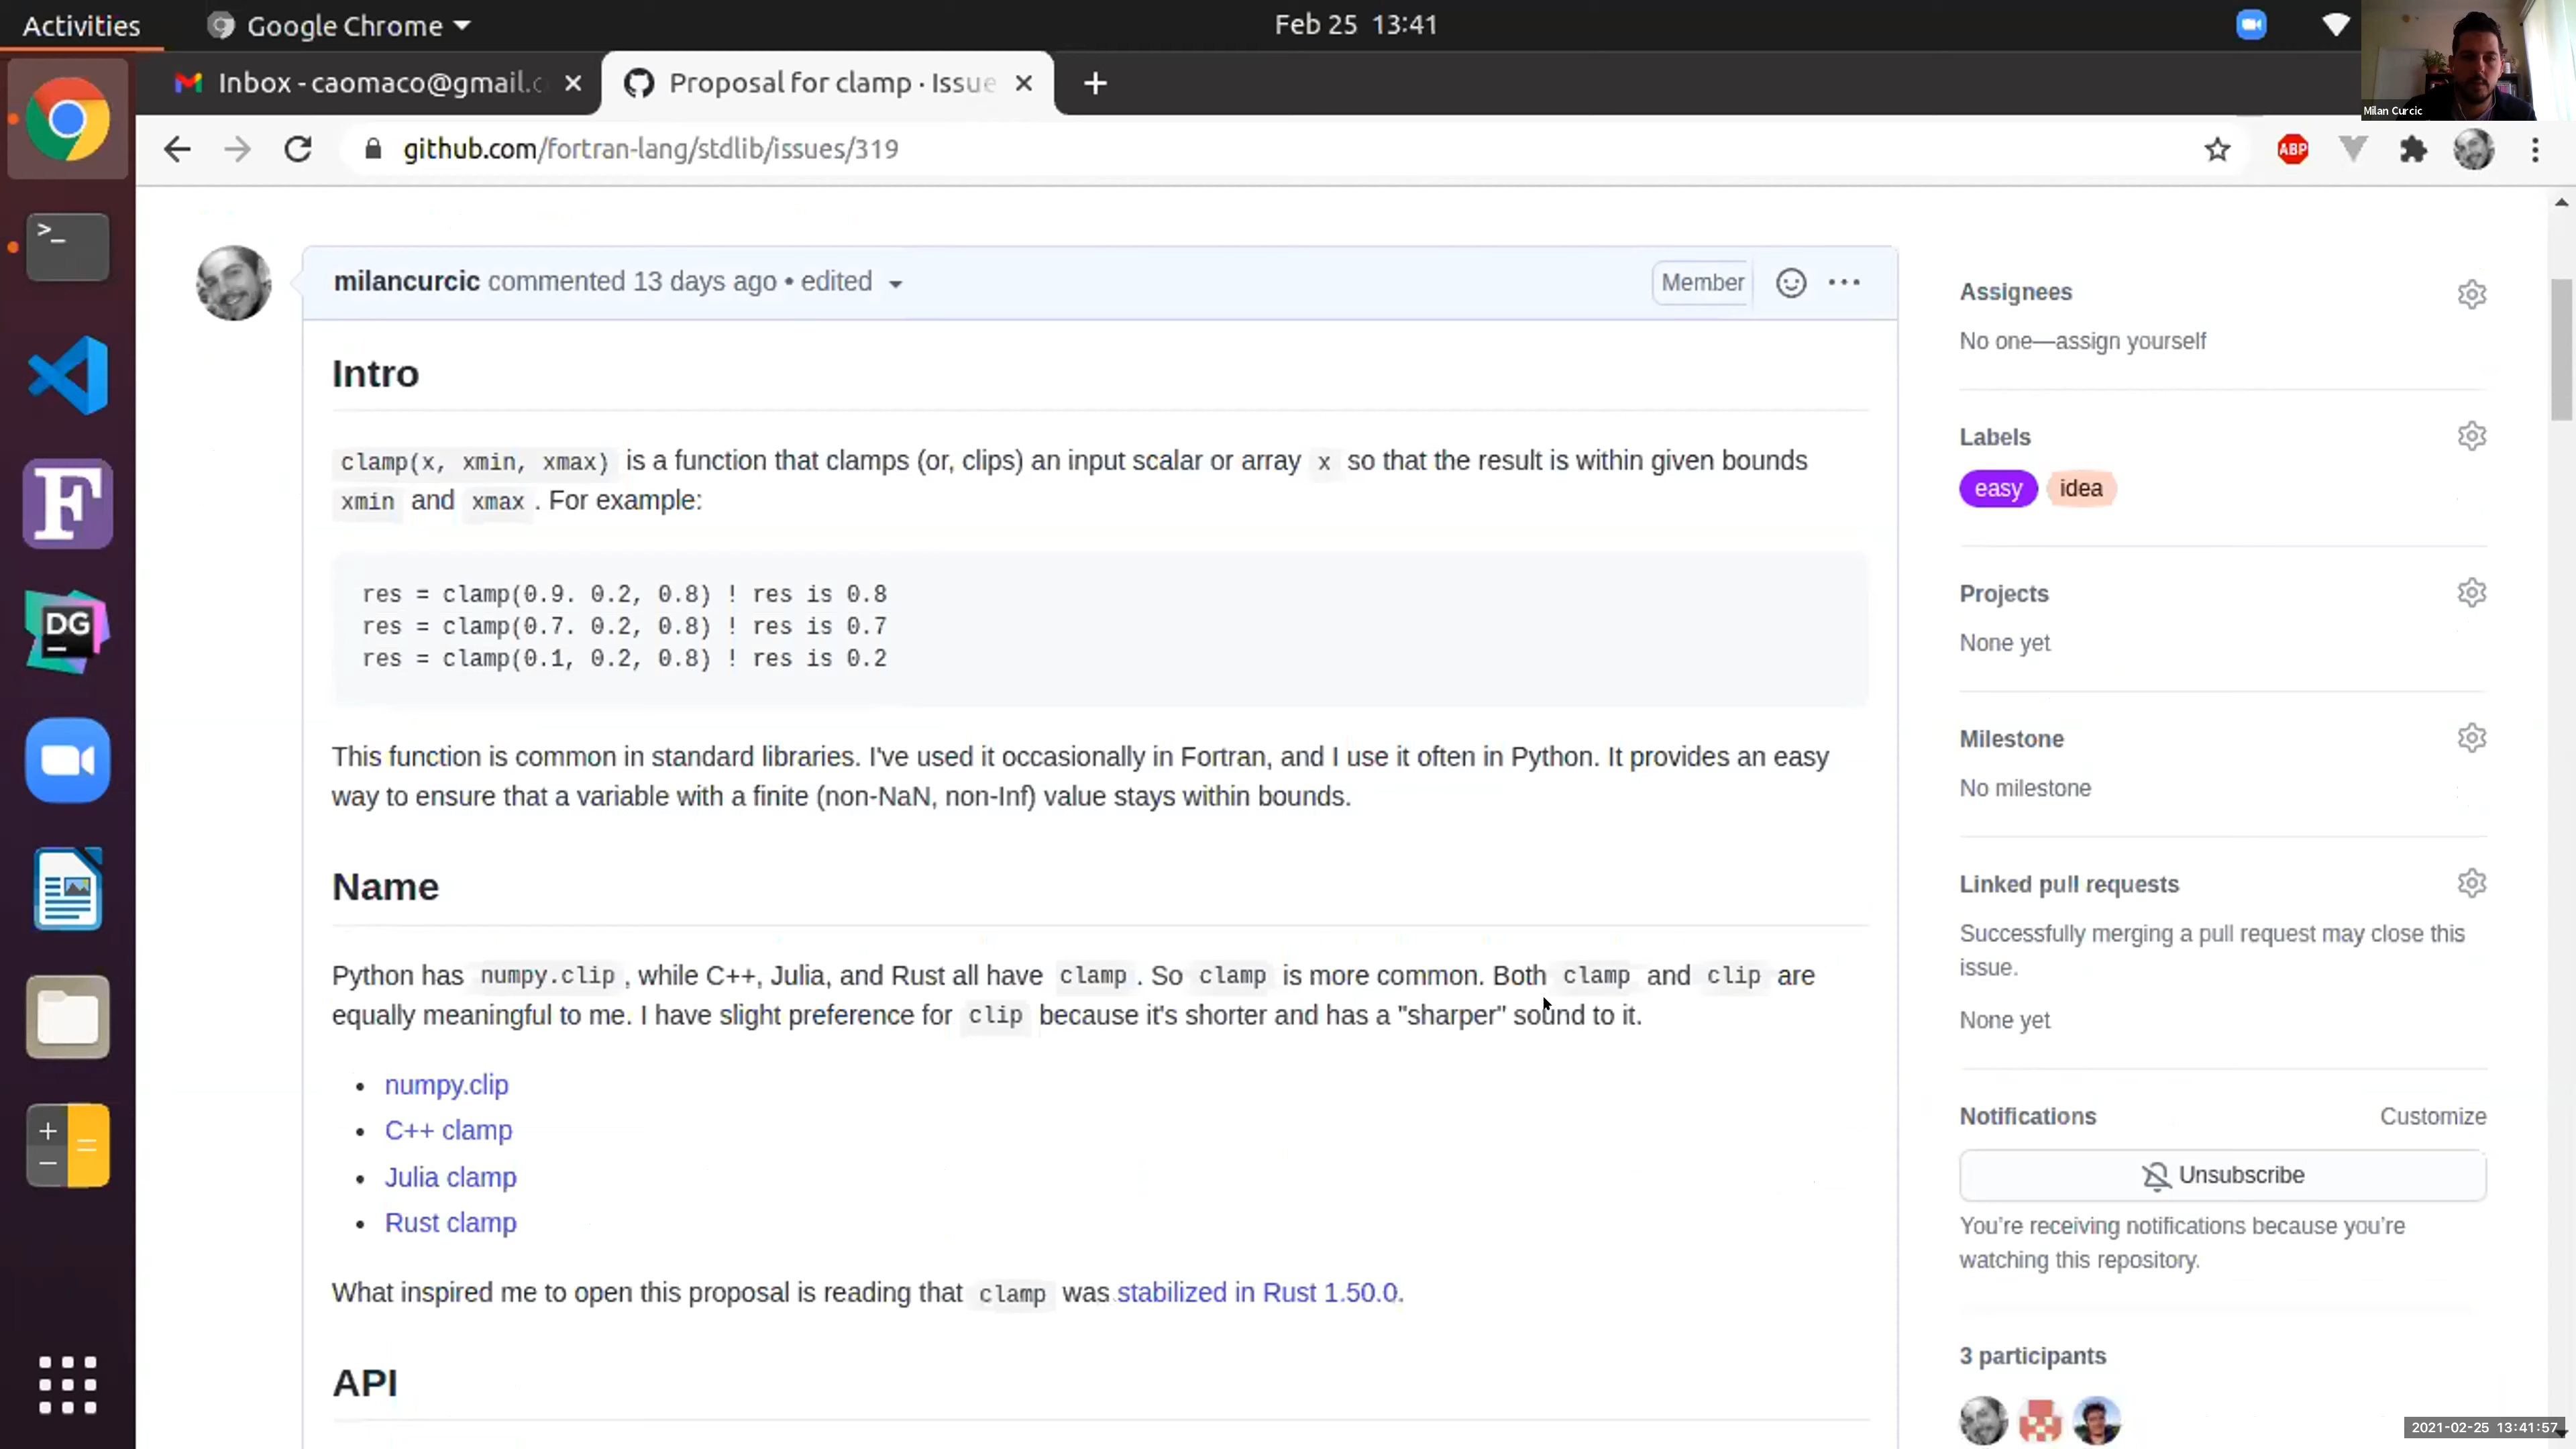 Activities
Google Chrome
Feb 25 13:41
Milan Curcic
Inbox - caomaco@gmail.c
Proposal for clamp · Issue
github.com/fortran-lang/stdlib/issues/319
ABP
milancurcic commented 13 days ago • edited
Member
Intro
clamp(x, xmin, xmax) is a function that clamps (or, clips) an input scalar or array x so that the result is within given bounds
xmin and xmax . For example:
res = clamp(0.9. 0.2, 0.8) ! res is 0.8
res = clamp(0.7. 0.2, 0.8) ! res is 0.7
res = clamp(0.1, 0.2, 0.8) ! res is 0.2
This function is common in standard libraries. I've used it occasionally in Fortran, and I use it often in Python. It provides an easy
way to ensure that a variable with a finite (non-NaN, non-Inf) value stays within bounds.
Name
Python has numpy.clip , while C++, Julia, and Rust all have clamp . So clamp is more common. Both clamp and clip are
equally meaningful to me. I have slight preference for clip because it's shorter and has a "sharper" sound to it.
• numpy.clip
• C++ clamp
• Julia clamp
• Rust clamp
What inspired me to open this proposal is reading that clamp was stabilized in Rust 1.50.0.
API
Assignees
No one—assign yourself
Labels
easy idea
Projects
None yet
Milestone
No milestone
Linked pull requests
Successfully merging a pull request may close this
issue.
None yet
Notifications Customize
Unsubscribe
You're receiving notifications because you're
watching this repository.
3 participants
2021-02-25 13:41:57
>_
F
DG